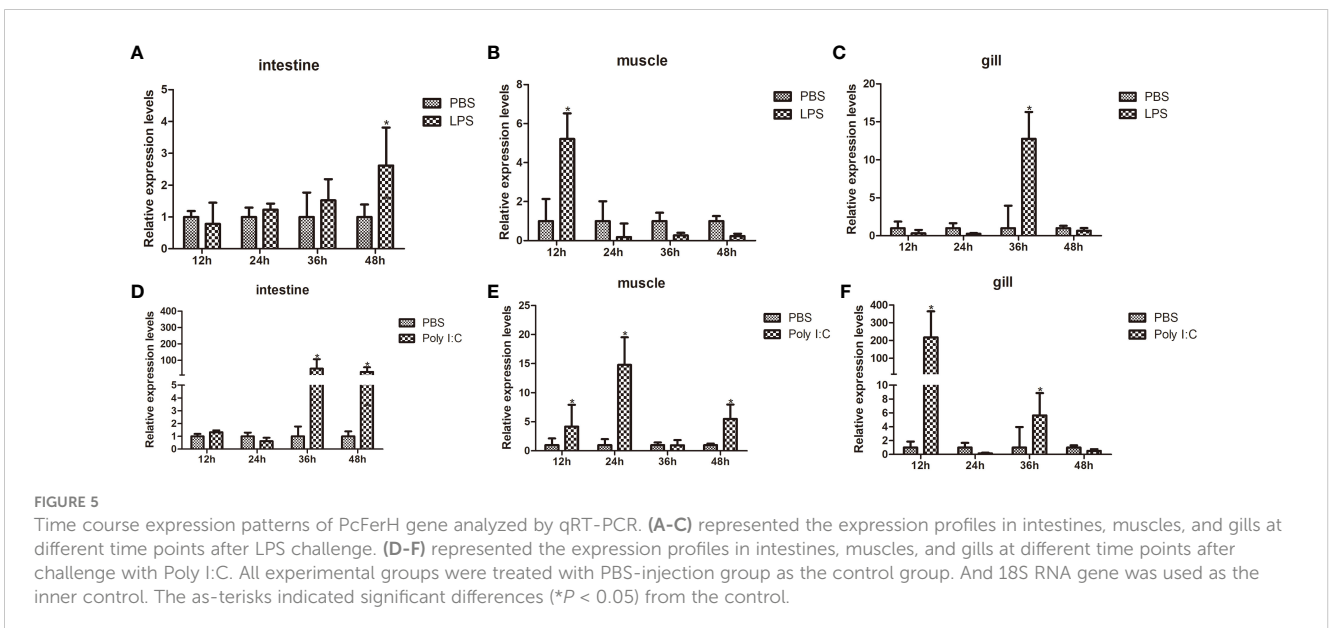 A
intestine
Relative expression levels
5
4
3
2
1
0
12h 24h 36h 48h
*
PBS
LPS
B
muscle
Relative expression levels
8
6
4
2
0
12h 24h 36h 48h
*
PBS
LPS
C
gill
Relative expression levels
20
15
10
5
0
12h 24h 36h 48h
*
PBS
LPS
D
intestine
Relative expression levels
400
300
200
100
5
4
3
2
1
0
12h 24h 36h 48h
* *
PBS
Poly I:C
E
muscle
Relative expression levels
25
20
15
10
5
0
12h 24h 36h 48h
* * *
PBS
Poly I:C
F
gill
Relative expression levels
400
300
200
100
10
8
6
4
2
0
12h 24h 36h 48h
* *
PBS
Poly I:C
FIGURE 5
Time course expression patterns of PcFerH gene analyzed by qRT-PCR. (A-C) represented the expression profiles in intestines, muscles, and gills at
different time points after LPS challenge. (D-F) represented the expression profiles in intestines, muscles, and gills at different time points after
challenge with Poly I:C. All experimental groups were treated with PBS-injection group as the control group. And 18S RNA gene was used as the
inner control. The as-terisks indicated significant differences (*P < 0.05) from the control.